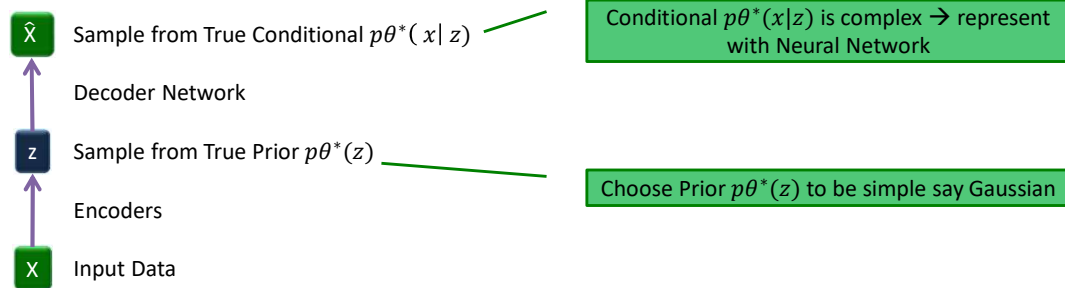 X̂ Sample from True Conditional 𝑝𝜃*( 𝑥| 𝑧)
Conditional 𝑝𝜃*(𝑥|𝑧) is complex → represent
with Neural Network
Decoder Network
z Sample from True Prior 𝑝𝜃*(𝑧)
Choose Prior 𝑝𝜃*(𝑧) to be simple say Gaussian
Encoders
X Input Data